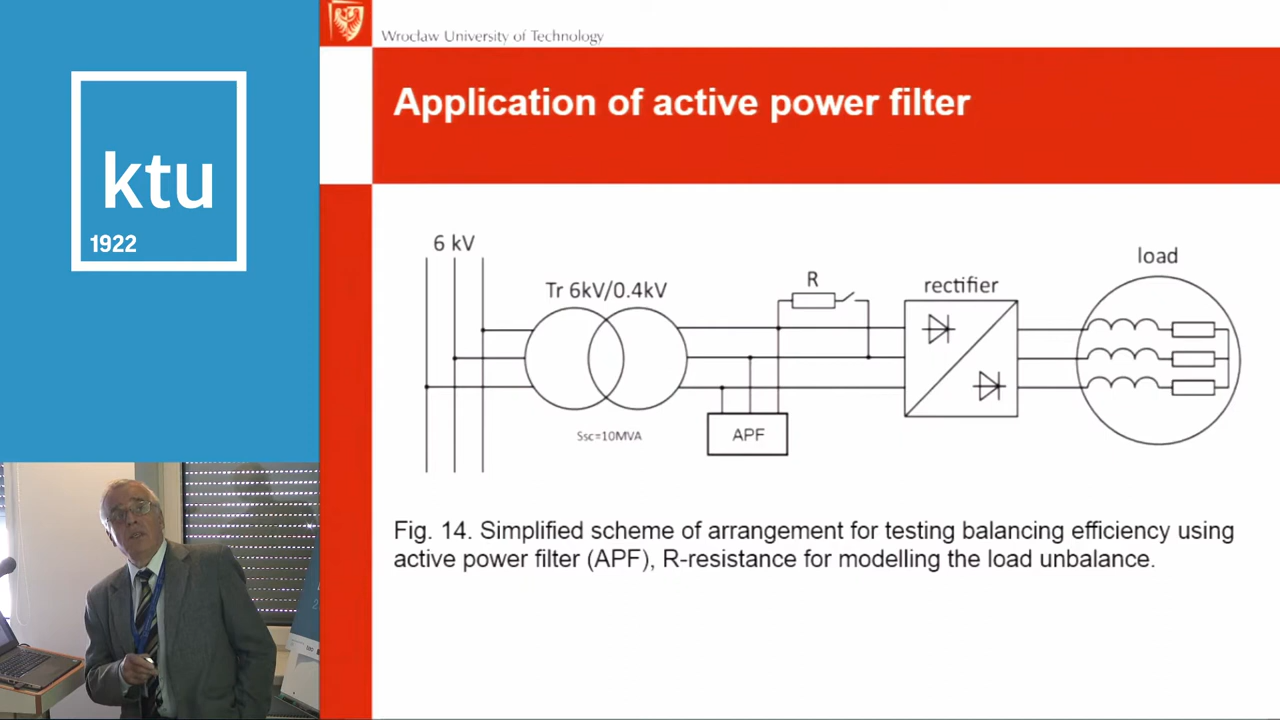 ktu
1922
Wrocław University of Technology
Application of active power filter
6 kV
Tr 6kV/0.4kV
R
rectifier
load
Ssc=10MVA
APF
Fig. 14. Simplified scheme of arrangement for testing balancing efficiency using
active power filter (APF), R-resistance for modelling the load unbalance.